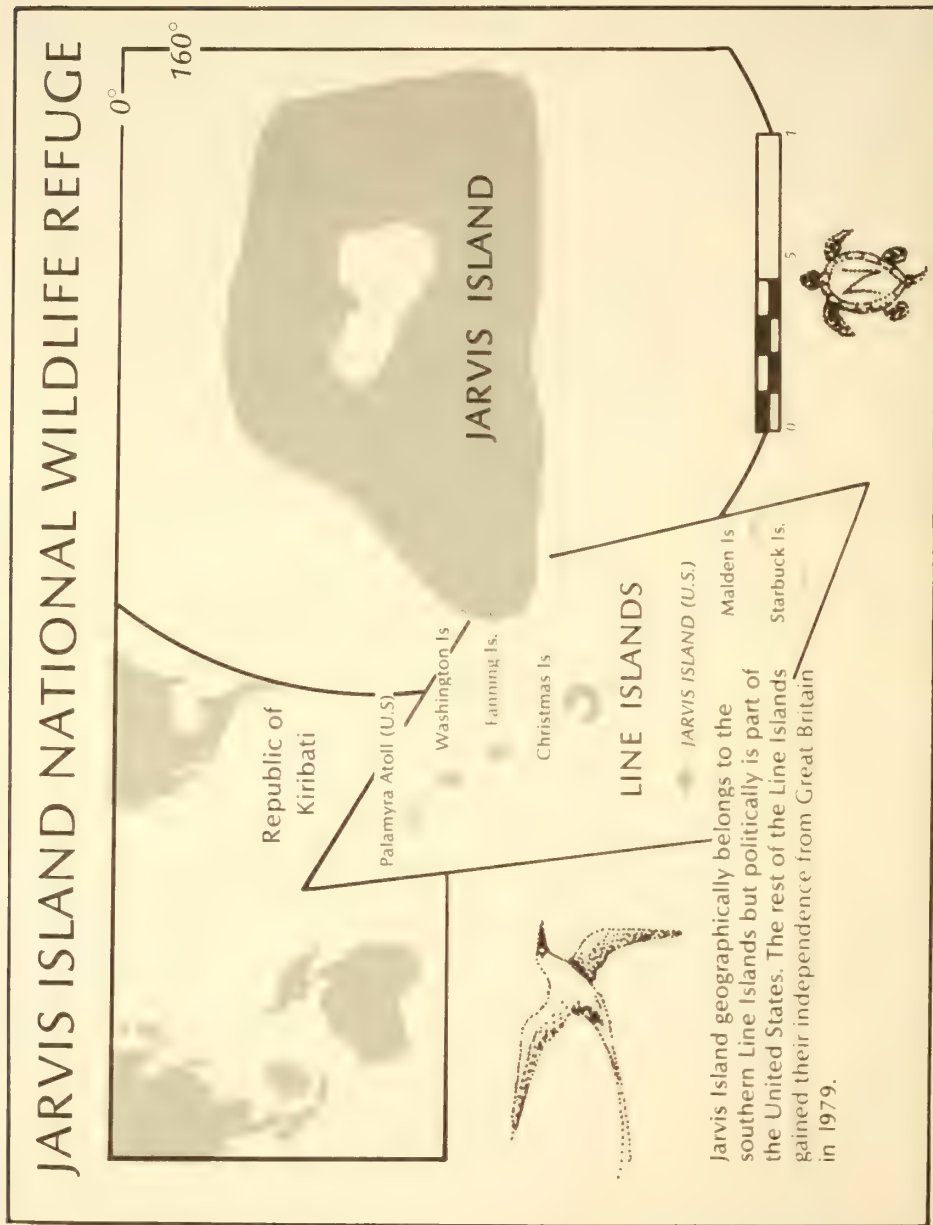 JARVIS ISLAND NATIONAL WILDLIFE REFUGE
0°
160°
Republic of
Kiribati
Palamyra Atoll (U.S)
Washington Is
Fanning Is.
Christmas Is
LINE ISLANDS
JARVIS ISLAND (U.S.)
Malden Is
Starbuck Is.
JARVIS ISLAND
0
5
1
N
Jarvis Island geographically belongs to the
southern Line Islands but politically is part of
the United States. The rest of the Line Islands
gained their independence from Great Britain
in 1979.